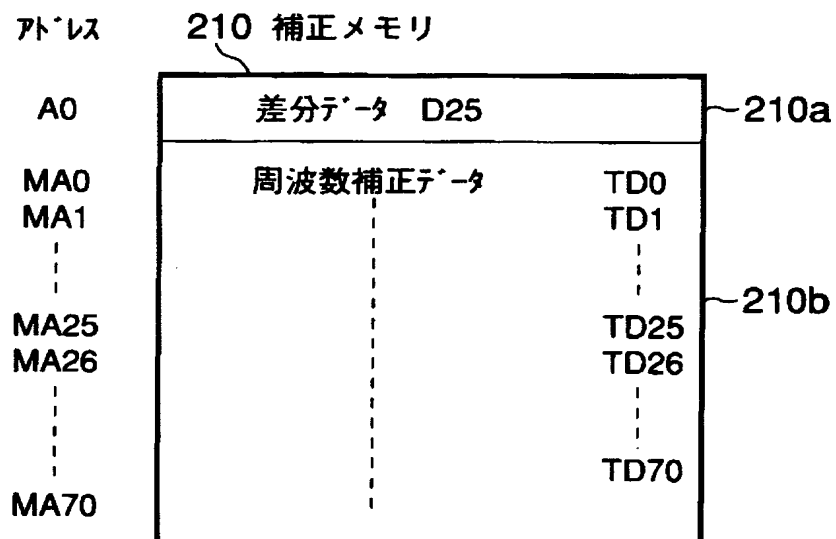 アドレス 210 補正メモリ
A0 差分データ D25 210a
MA0 周波数補正データ TD0
MA1 TD1
210b
MA25 TD25
MA26 TD26
TD70
MA70